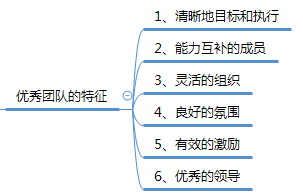 优秀团队的特征
1、清晰地目标和执行
2、能力互补的成员
3、灵活的组织
4、良好的氛围
5、有效的激励
6、优秀的领导